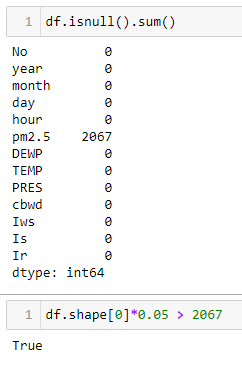 1 df.isnull().sum()
No 0
year 0
month 0
day 0
hour 0
pm2.5 2067
DEWP 0
TEMP 0
PRES 0
cbwd 0
Iws 0
Is 0
Ir 0
dtype: int64
1 df.shape[0]*0.05 > 2067
True